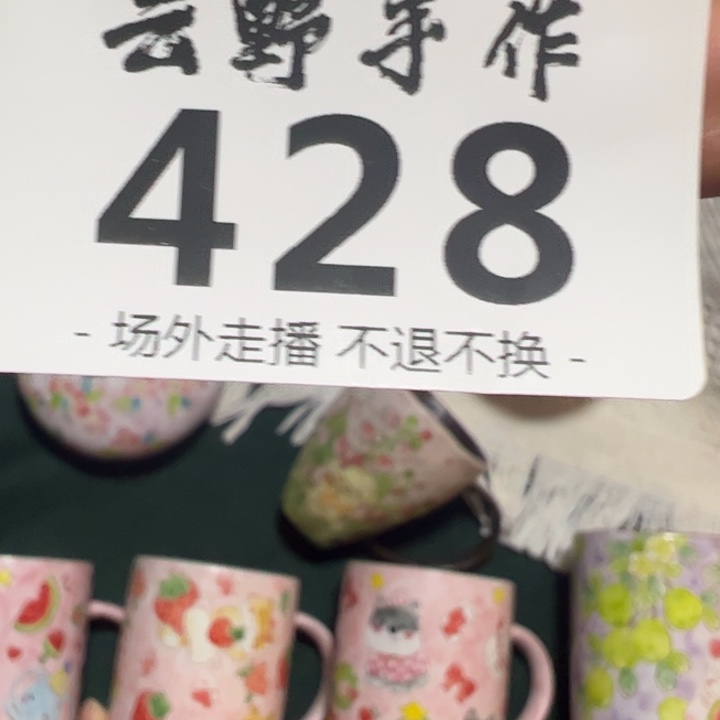 云野手作
428
- 场外走播 不退不换 -